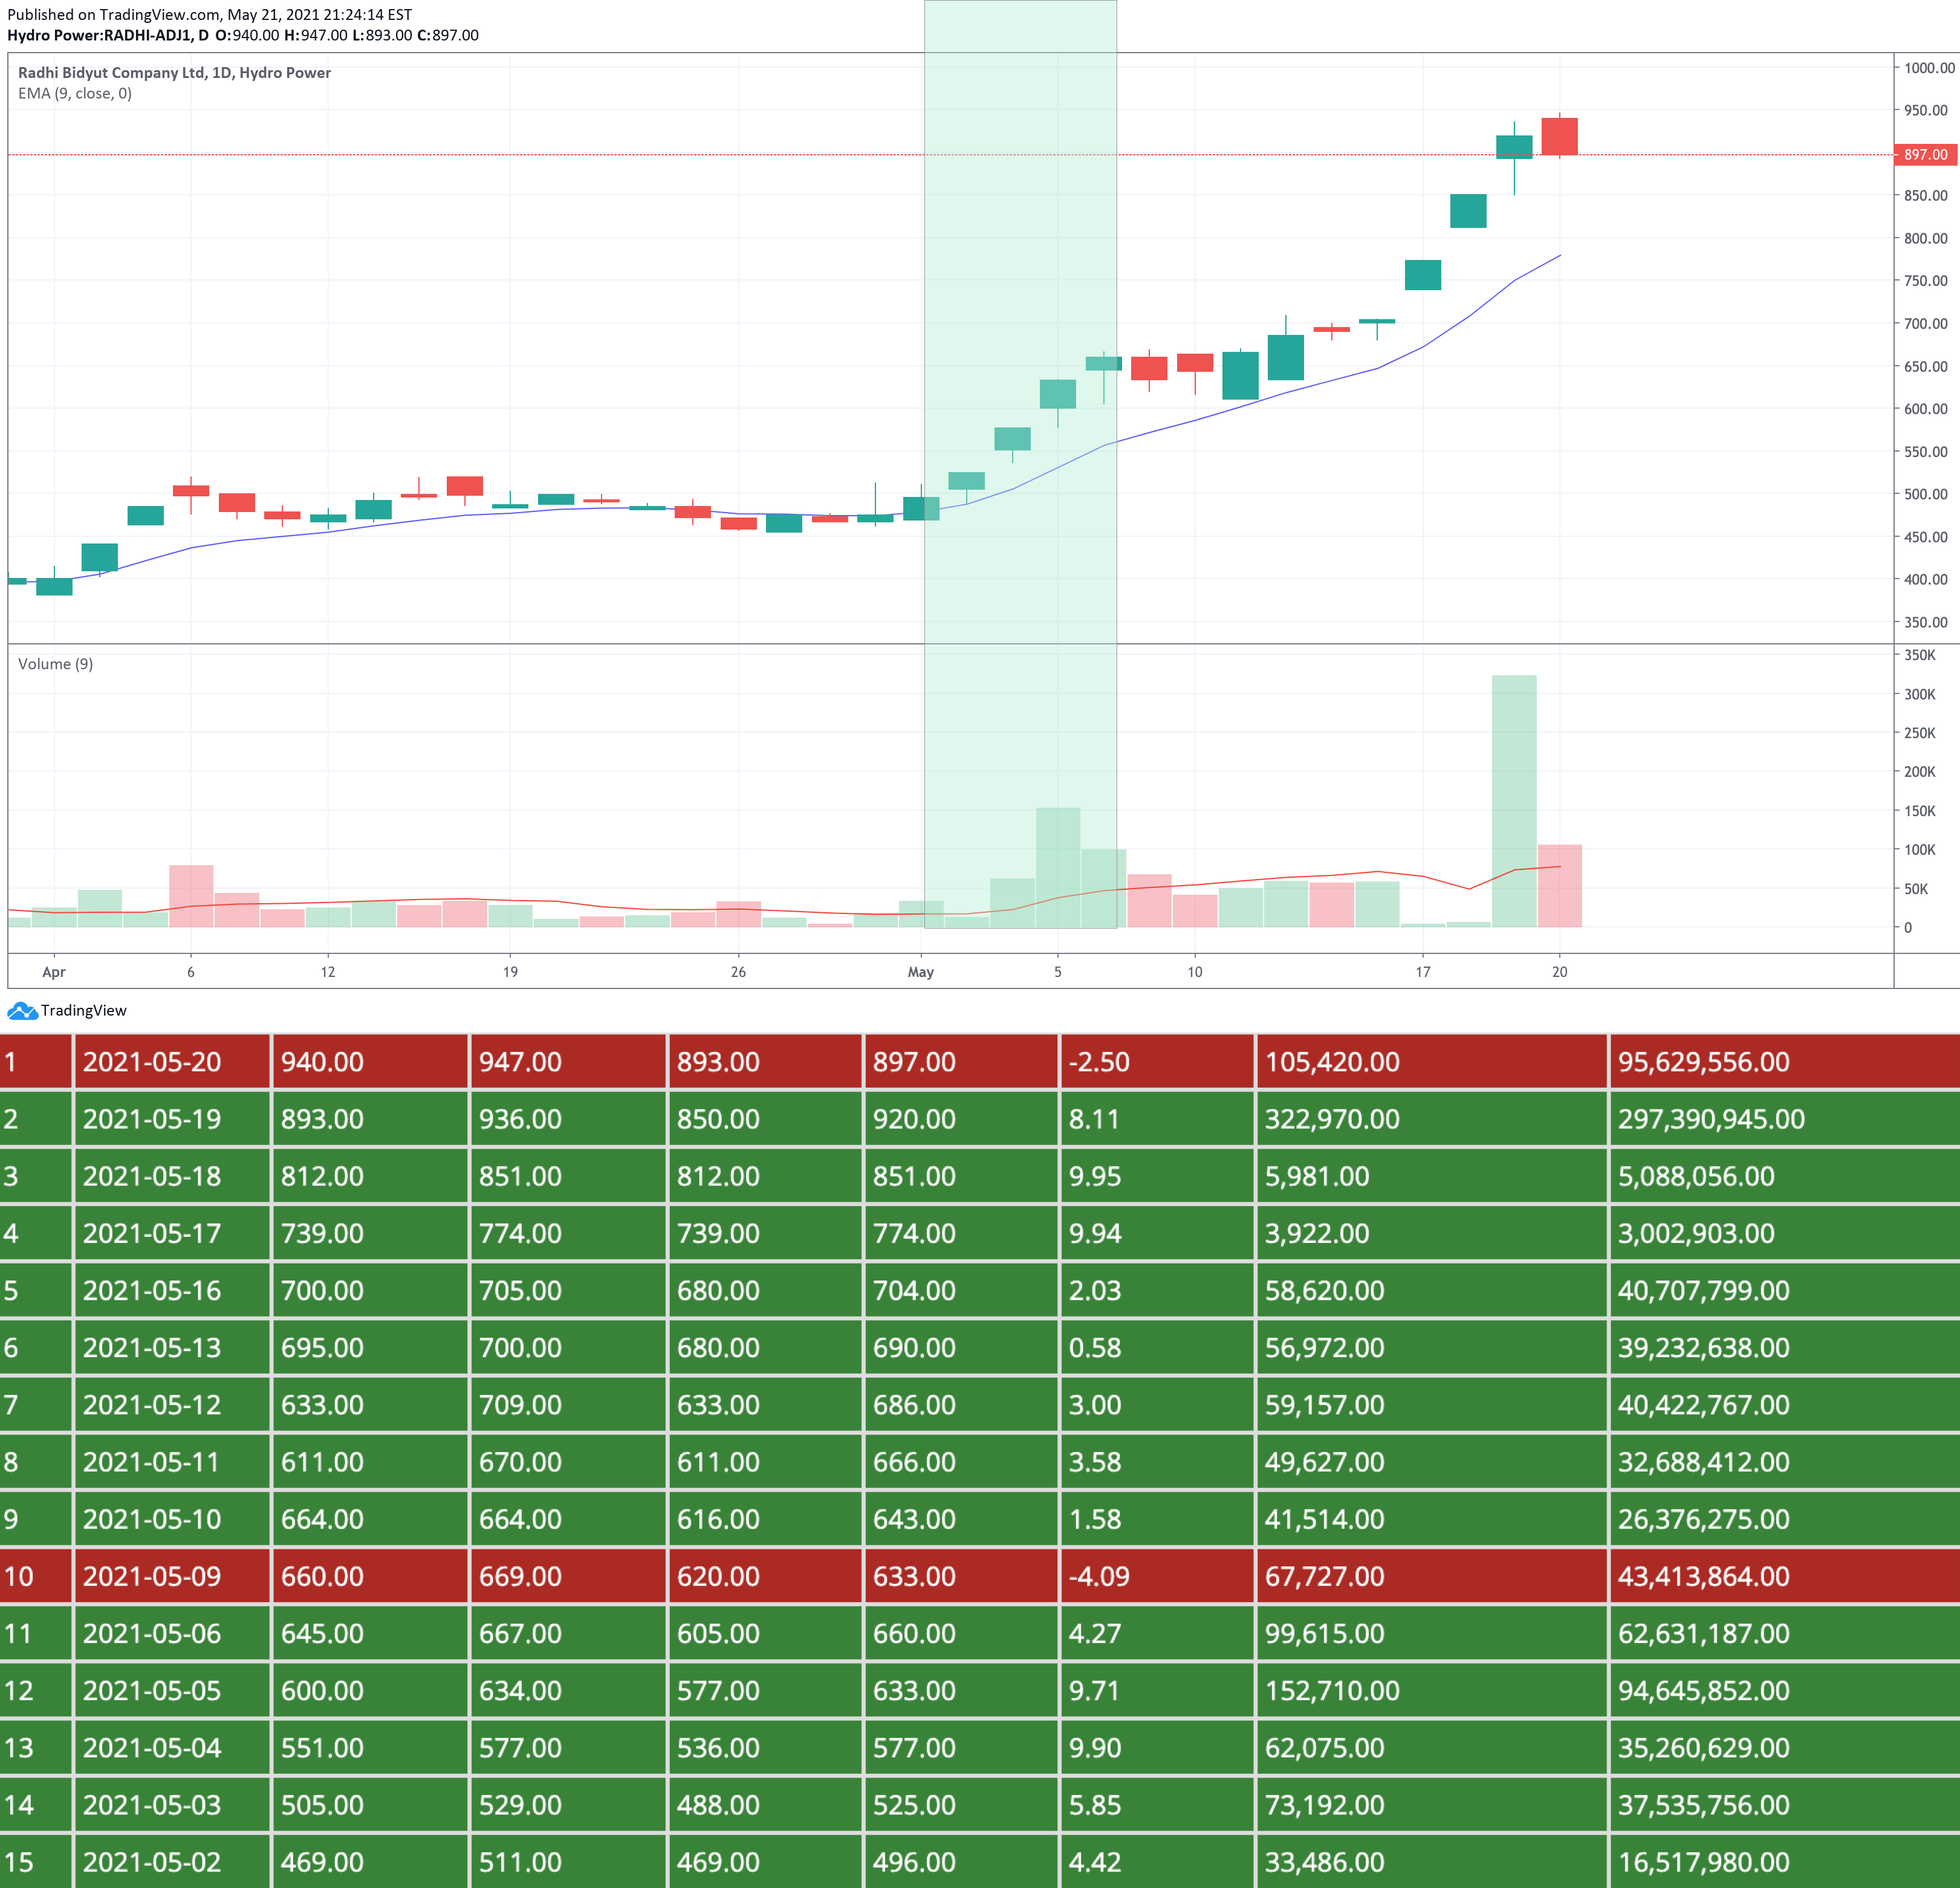 Published on TradingView.com, May 21, 2021 21:24:14 EST
Hydro Power:RADHI-ADJ1, D O:940.00 H:947.00 L:893.00 C:897.00
Radhi Bidyut Company Ltd, 1D, Hydro Power
EMA (9, close, 0)
1000.00
950.00
897.00
850.00
800.00
750.00
700.00
650.00
600.00
550.00
500.00
450.00
400.00
350.00
Volume (9)
350K
300K
250K
200K
150K
100K
50K
0
Apr 6 12 19 26 May 5 10 17 20
TradingView
1 2021-05-20 940.00 947.00 893.00 897.00 -2.50 105,420.00 95,629,556.00
2 2021-05-19 893.00 936.00 850.00 920.00 8.11 322,970.00 297,390,945.00
3 2021-05-18 812.00 851.00 812.00 851.00 9.95 5,981.00 5,088,056.00
4 2021-05-17 739.00 774.00 739.00 774.00 9.94 3,922.00 3,002,903.00
5 2021-05-16 700.00 705.00 680.00 704.00 2.03 58,620.00 40,707,799.00
6 2021-05-13 695.00 700.00 680.00 690.00 0.58 56,972.00 39,232,638.00
7 2021-05-12 633.00 709.00 633.00 686.00 3.00 59,157.00 40,422,767.00
8 2021-05-11 611.00 670.00 611.00 666.00 3.58 49,627.00 32,688,412.00
9 2021-05-10 664.00 664.00 616.00 643.00 1.58 41,514.00 26,376,275.00
10 2021-05-09 660.00 669.00 620.00 633.00 -4.09 67,727.00 43,413,864.00
11 2021-05-06 645.00 667.00 605.00 660.00 4.27 99,615.00 62,631,187.00
12 2021-05-05 600.00 634.00 577.00 633.00 9.71 152,710.00 94,645,852.00
13 2021-05-04 551.00 577.00 536.00 577.00 9.90 62,075.00 35,260,629.00
14 2021-05-03 505.00 529.00 488.00 525.00 5.85 73,192.00 37,535,756.00
15 2021-05-02 469.00 511.00 469.00 496.00 4.42 33,486.00 16,517,980.00